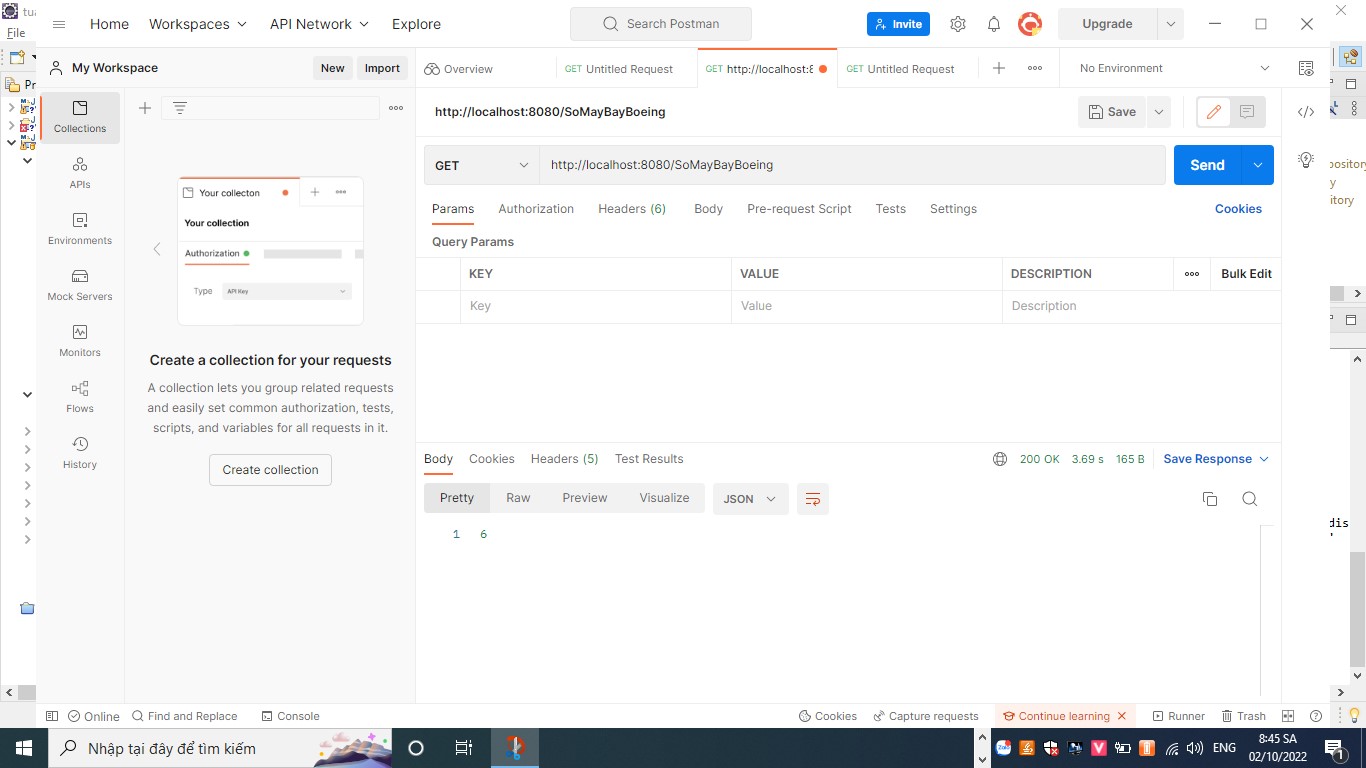 tua
File
Home
Workspaces
API Network
Explore
Search Postman
Invite
Upgrade
My Workspace
New
Import
Overview
GET Untitled Request
GET http://localhost:8
GET Untitled Request
No Environment
Pr
Collections
APIs
Environments
Mock Servers
Monitors
Flows
History
Your collecton
Your collection
Authorization
Type
API Key
Create a collection for your requests
A collection lets you group related requests
and easily set common authorization, tests,
scripts, and variables for all requests in it.
Create collection
http://localhost:8080/SoMayBayBoeing
Save
GET
http://localhost:8080/SoMayBayBoeing
Send
Params
Authorization
Headers (6)
Body
Pre-request Script
Tests
Settings
Cookies
Query Params
KEY
VALUE
DESCRIPTION
Bulk Edit
Key
Value
Description
Body
Cookies
Headers (5)
Test Results
200 OK
3.69 s
165 B
Save Response
Pretty
Raw
Preview
Visualize
JSON
1 6
pository
y
itory
dis
'
Online
Find and Replace
Console
Cookies
Capture requests
Continue learning
Runner
Trash
Nhập tại đây để tìm kiếm
Zalo
ENG
8:45 SA
02/10/2022
1